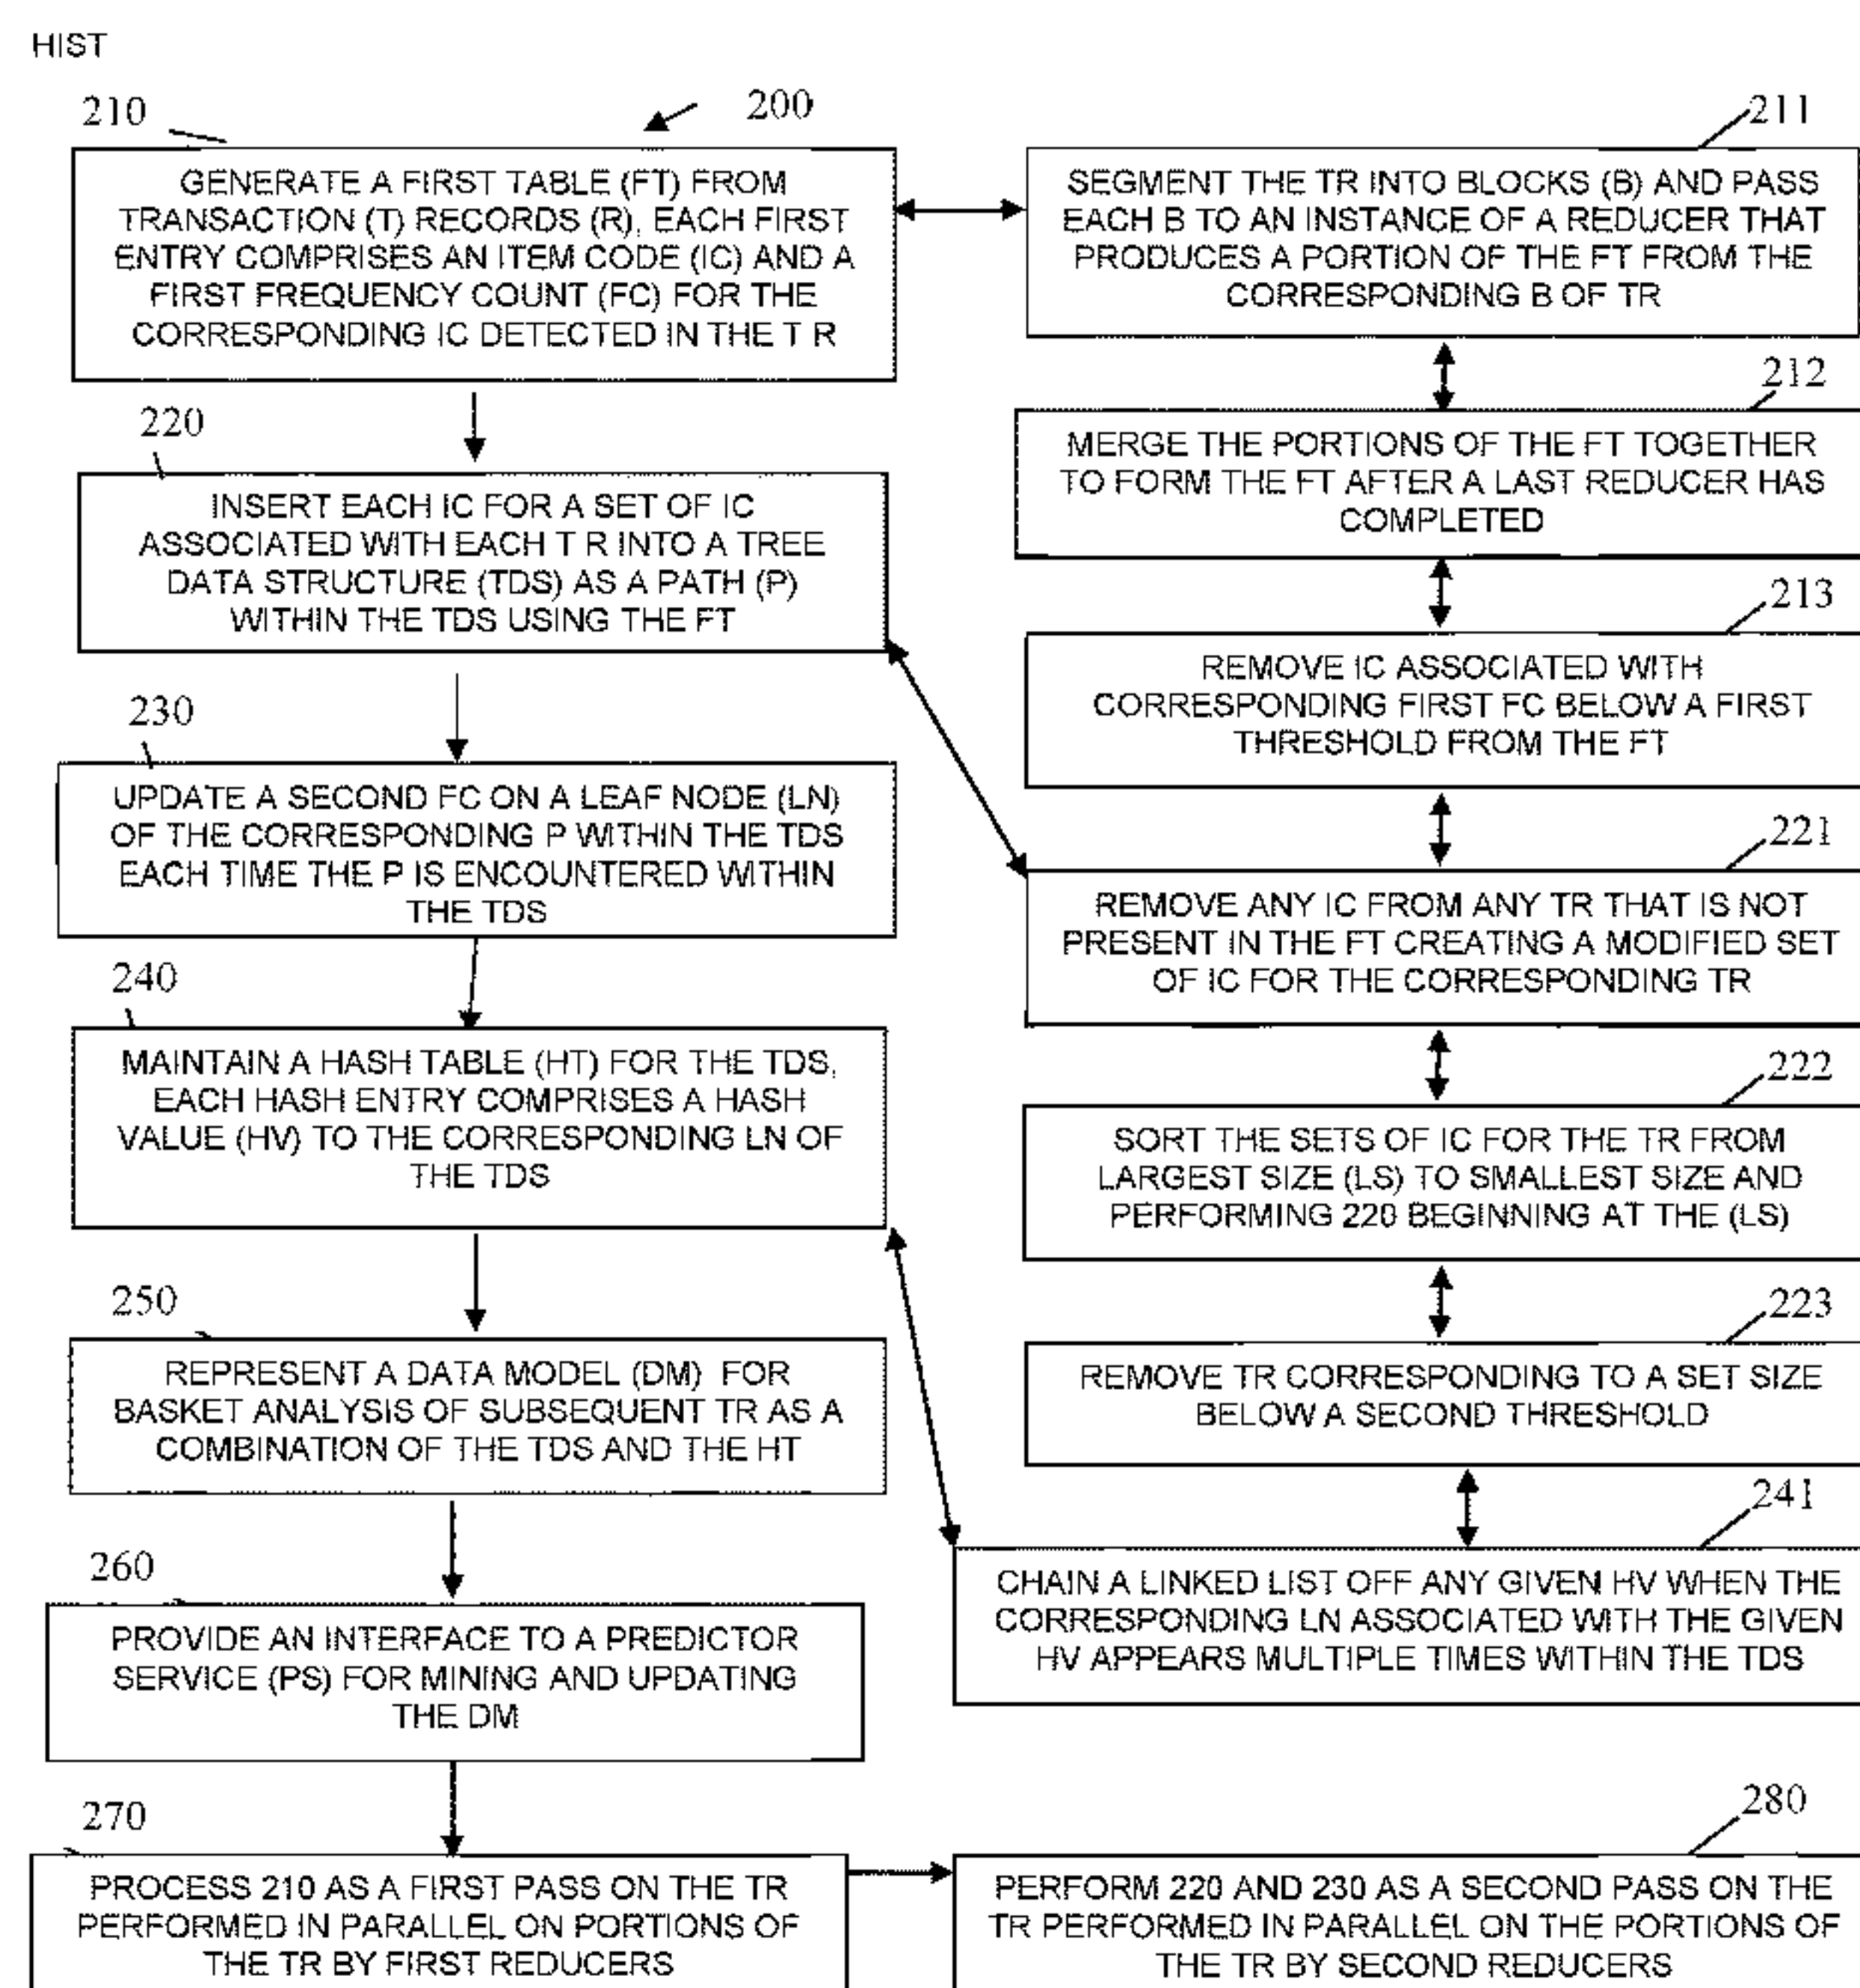 HIST
200
210
GENERATE A FIRST TABLE (FT) FROM
TRANSACTION (T) RECORDS (R), EACH FIRST
ENTRY COMPRISES AN ITEM CODE (IC) AND A
FIRST FREQUENCY COUNT (FC) FOR THE
CORRESPONDING IC DETECTED IN THE T R
211
SEGMENT THE TR INTO BLOCKS (B) AND PASS
EACH B TO AN INSTANCE OF A REDUCER THAT
PRODUCES A PORTION OF THE FT FROM THE
CORRESPONDING B OF TR
212
MERGE THE PORTIONS OF THE FT TOGETHER
TO FORM THE FT AFTER A LAST REDUCER HAS
COMPLETED
213
REMOVE IC ASSOCIATED WITH
CORRESPONDING FIRST FC BELOW A FIRST
THRESHOLD FROM THE FT
220
INSERT EACH IC FOR A SET OF IC
ASSOCIATED WITH EACH T R INTO A TREE
DATA STRUCTURE (TDS) AS A PATH (P)
WITHIN THE TDS USING THE FT
221
REMOVE ANY IC FROM ANY TR THAT IS NOT
PRESENT IN THE FT CREATING A MODIFIED SET
OF IC FOR THE CORRESPONDING TR
222
SORT THE SETS OF IC FOR THE TR FROM
LARGEST SIZE (LS) TO SMALLEST SIZE AND
PERFORMING 220 BEGINNING AT THE (LS)
223
REMOVE TR CORRESPONDING TO A SET SIZE
BELOW A SECOND THRESHOLD
230
UPDATE A SECOND FC ON A LEAF NODE (LN)
OF THE CORRESPONDING P WITHIN THE TDS
EACH TIME THE P IS ENCOUNTERED WITHIN
THE TDS
240
MAINTAIN A HASH TABLE (HT) FOR THE TDS,
EACH HASH ENTRY COMPRISES A HASH
VALUE (HV) TO THE CORRESPONDING LN OF
THE TDS
241
CHAIN A LINKED LIST OFF ANY GIVEN HV WHEN THE
CORRESPONDING LN ASSOCIATED WITH THE GIVEN
HV APPEARS MULTIPLE TIMES WITHIN THE TDS
250
REPRESENT A DATA MODEL (DM) FOR
BASKET ANALYSIS OF SUBSEQUENT TR AS A
COMBINATION OF THE TDS AND THE HT
260
PROVIDE AN INTERFACE TO A PREDICTOR
SERVICE (PS) FOR MINING AND UPDATING
THE DM
270
PROCESS 210 AS A FIRST PASS ON THE TR
PERFORMED IN PARALLEL ON PORTIONS OF
THE TR BY FIRST REDUCERS
280
PERFORM 220 AND 230 AS A SECOND PASS ON THE
TR PERFORMED IN PARALLEL ON THE PORTIONS OF
THE TR BY SECOND REDUCERS